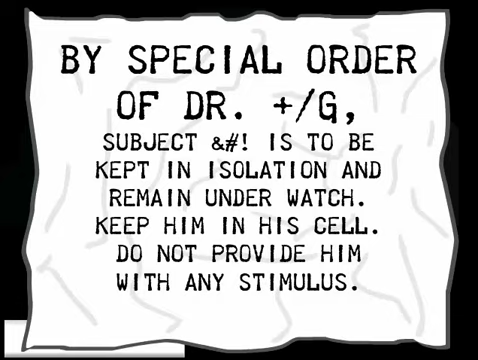 BY SPECIAL ORDER
OF DR. +/G,
SUBJECT &#! IS TO BE
KEPT IN ISOLATION AND
REMAIN UNDER WATCH.
KEEP HIM IN HIS CELL.
DO NOT PROVIDE HIM
WITH ANY STIMULUS.